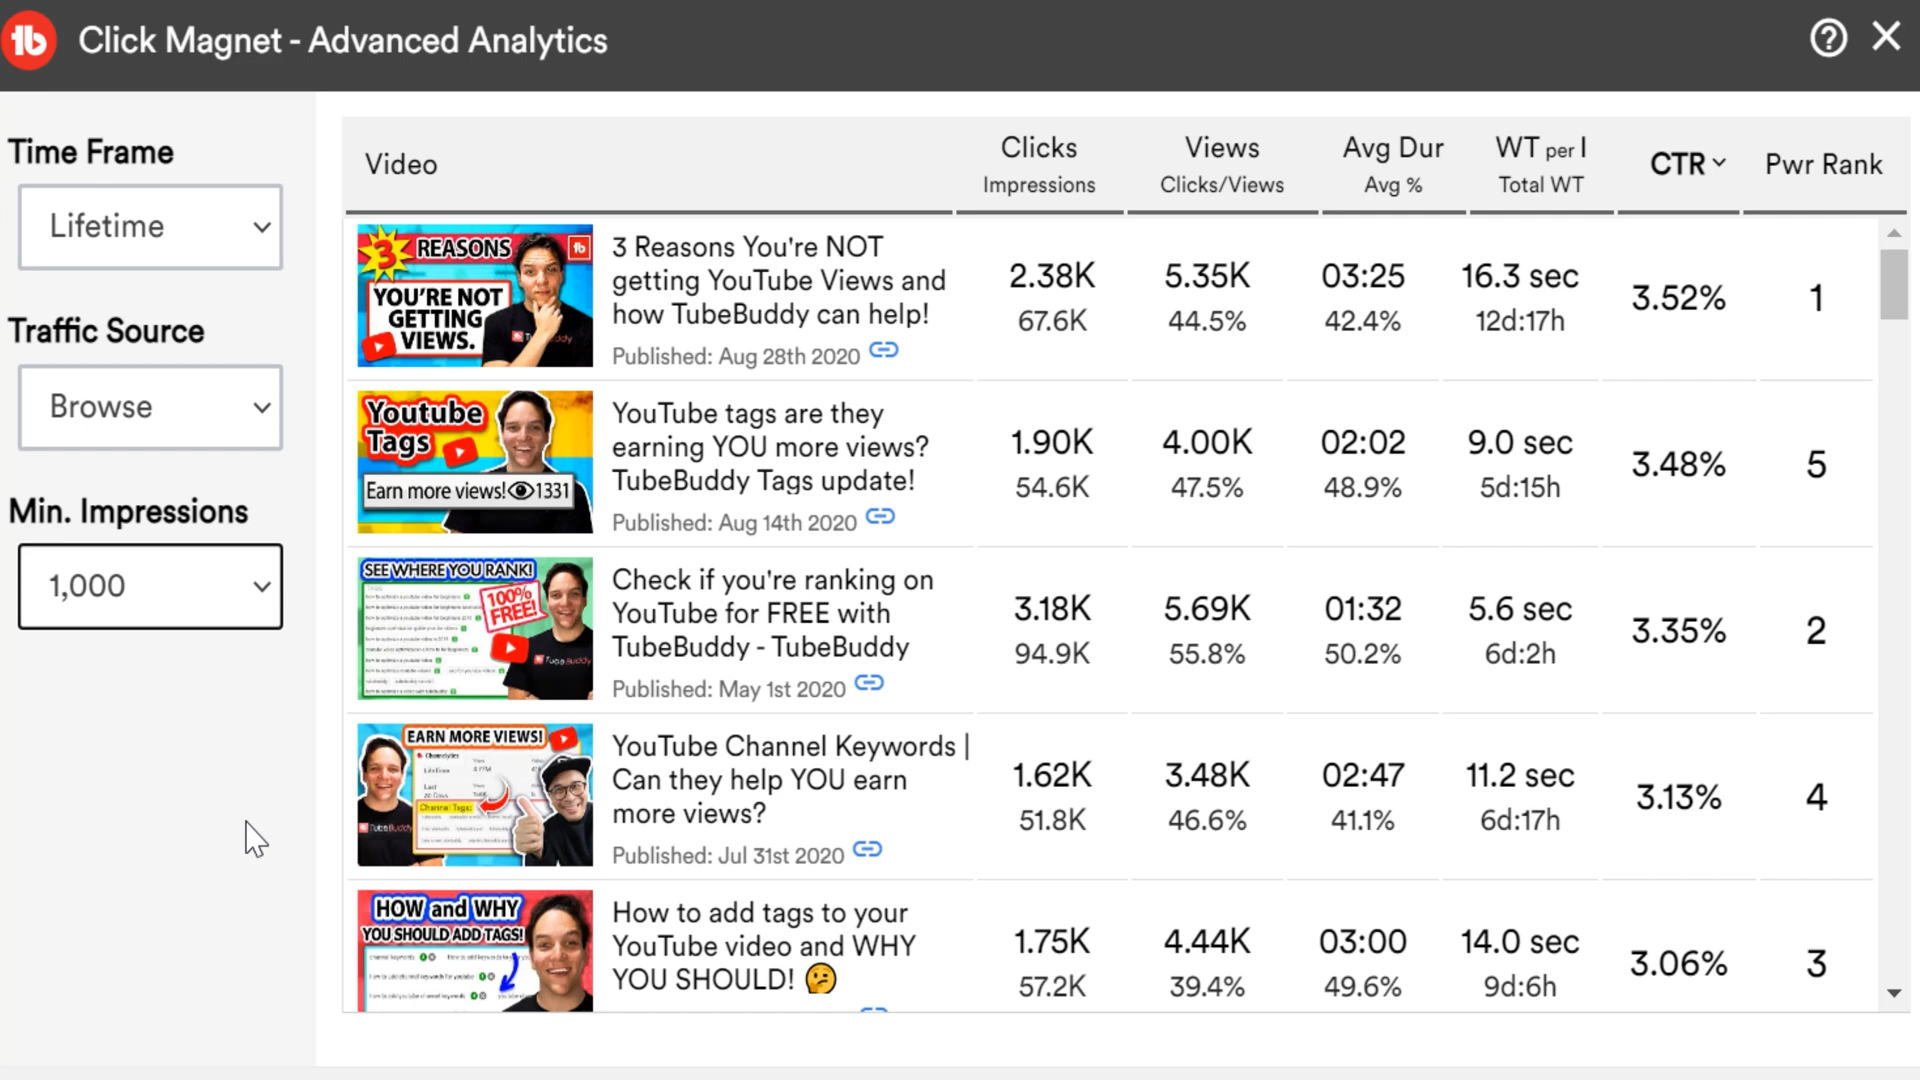 tb Click Magnet - Advanced Analytics
Time Frame
Lifetime
Traffic Source
Browse
Min. Impressions
1,000
Video
Clicks
Impressions
Views
Clicks/Views
Avg Dur
Avg %
WT per I
Total WT
CTR
Pwr Rank
3 REASONS
YOU'RE NOT
GETTING
VIEWS.
3 Reasons You're NOT
getting YouTube Views and
how TubeBuddy can help!
Published: Aug 28th 2020
2.38K
67.6K
5.35K
44.5%
03:25
42.4%
16.3 sec
12d:17h
3.52%
1
Youtube
Tags
Earn more views! 1331
YouTube tags are they
earning YOU more views?
TubeBuddy Tags update!
Published: Aug 14th 2020
1.90K
54.6K
4.00K
47.5%
02:02
48.9%
9.0 sec
5d:15h
3.48%
5
SEE WHERE YOU RANK!
100%
FREE!
TubeBuddy
Check if you're ranking on
YouTube for FREE with
TubeBuddy - TubeBuddy
Published: May 1st 2020
3.18K
94.9K
5.69K
55.8%
01:32
50.2%
5.6 sec
6d:2h
3.35%
2
EARN MORE VIEWS!
Channelytics
Channel Tags:
TubeBuddy
YouTube Channel Keywords |
Can they help YOU earn
more views?
Published: Jul 31st 2020
1.62K
51.8K
3.48K
46.6%
02:47
41.1%
11.2 sec
6d:17h
3.13%
4
HOW and WHY
YOU SHOULD ADD TAGS!
channel keywords
How to add tags to your
YouTube video and WHY
YOU SHOULD! 🤔
1.75K
57.2K
4.44K
39.4%
03:00
49.6%
14.0 sec
9d:6h
3.06%
3